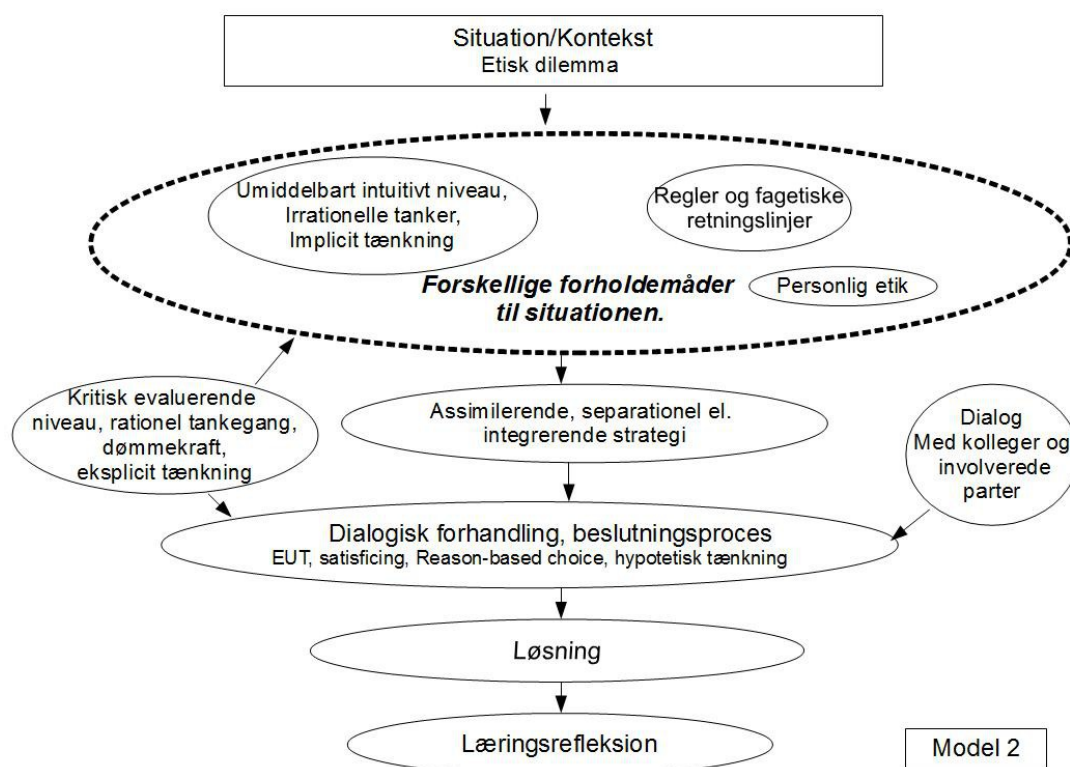 Situation/Kontekst
Etisk dilemma
Umiddelbart intuitivt niveau,
Irrationelle tanker,
Implicit tænkning
Regler og fagetiske
retningslinjer
Forskellige forholdemåder
til situationen.
Personlig etik
Kritisk evaluerende
niveau, rationel tankegang,
dømmekraft,
eksplicit tænkning
Assimilerende, separationel el.
integrerende strategi
Dialog
Med kolleger og
involverede
parter
Dialogisk forhandling, beslutningsproces
EUT, satisficing, Reason-based choice, hypotetisk tænkning
Løsning
Læringsrefleksion
Model 2